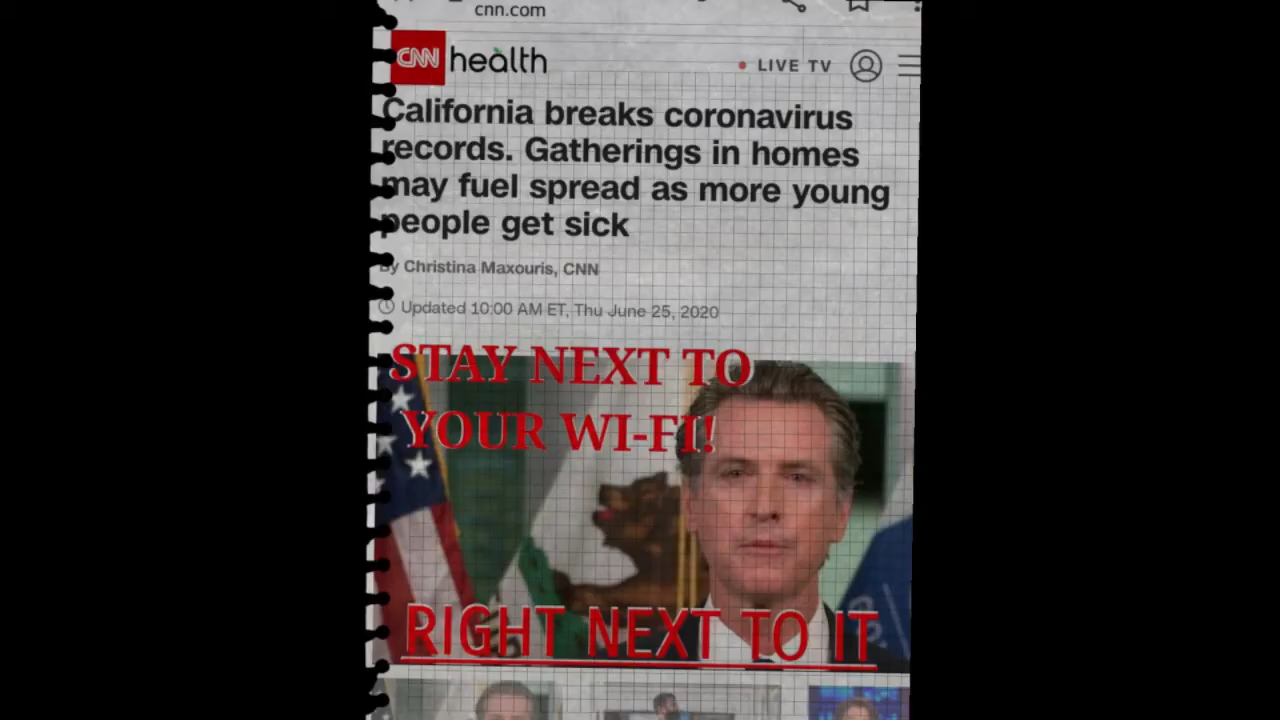 cnn.com
CNN health
LIVE TV
California breaks coronavirus
records. Gatherings in homes
may fuel spread as more young
people get sick
By Christina Maxouris, CNN
Updated 10:00 AM ET, Thu June 25, 2020
STAY NEXT TO
YOUR WI-FI!
RIGHT NEXT TO IT